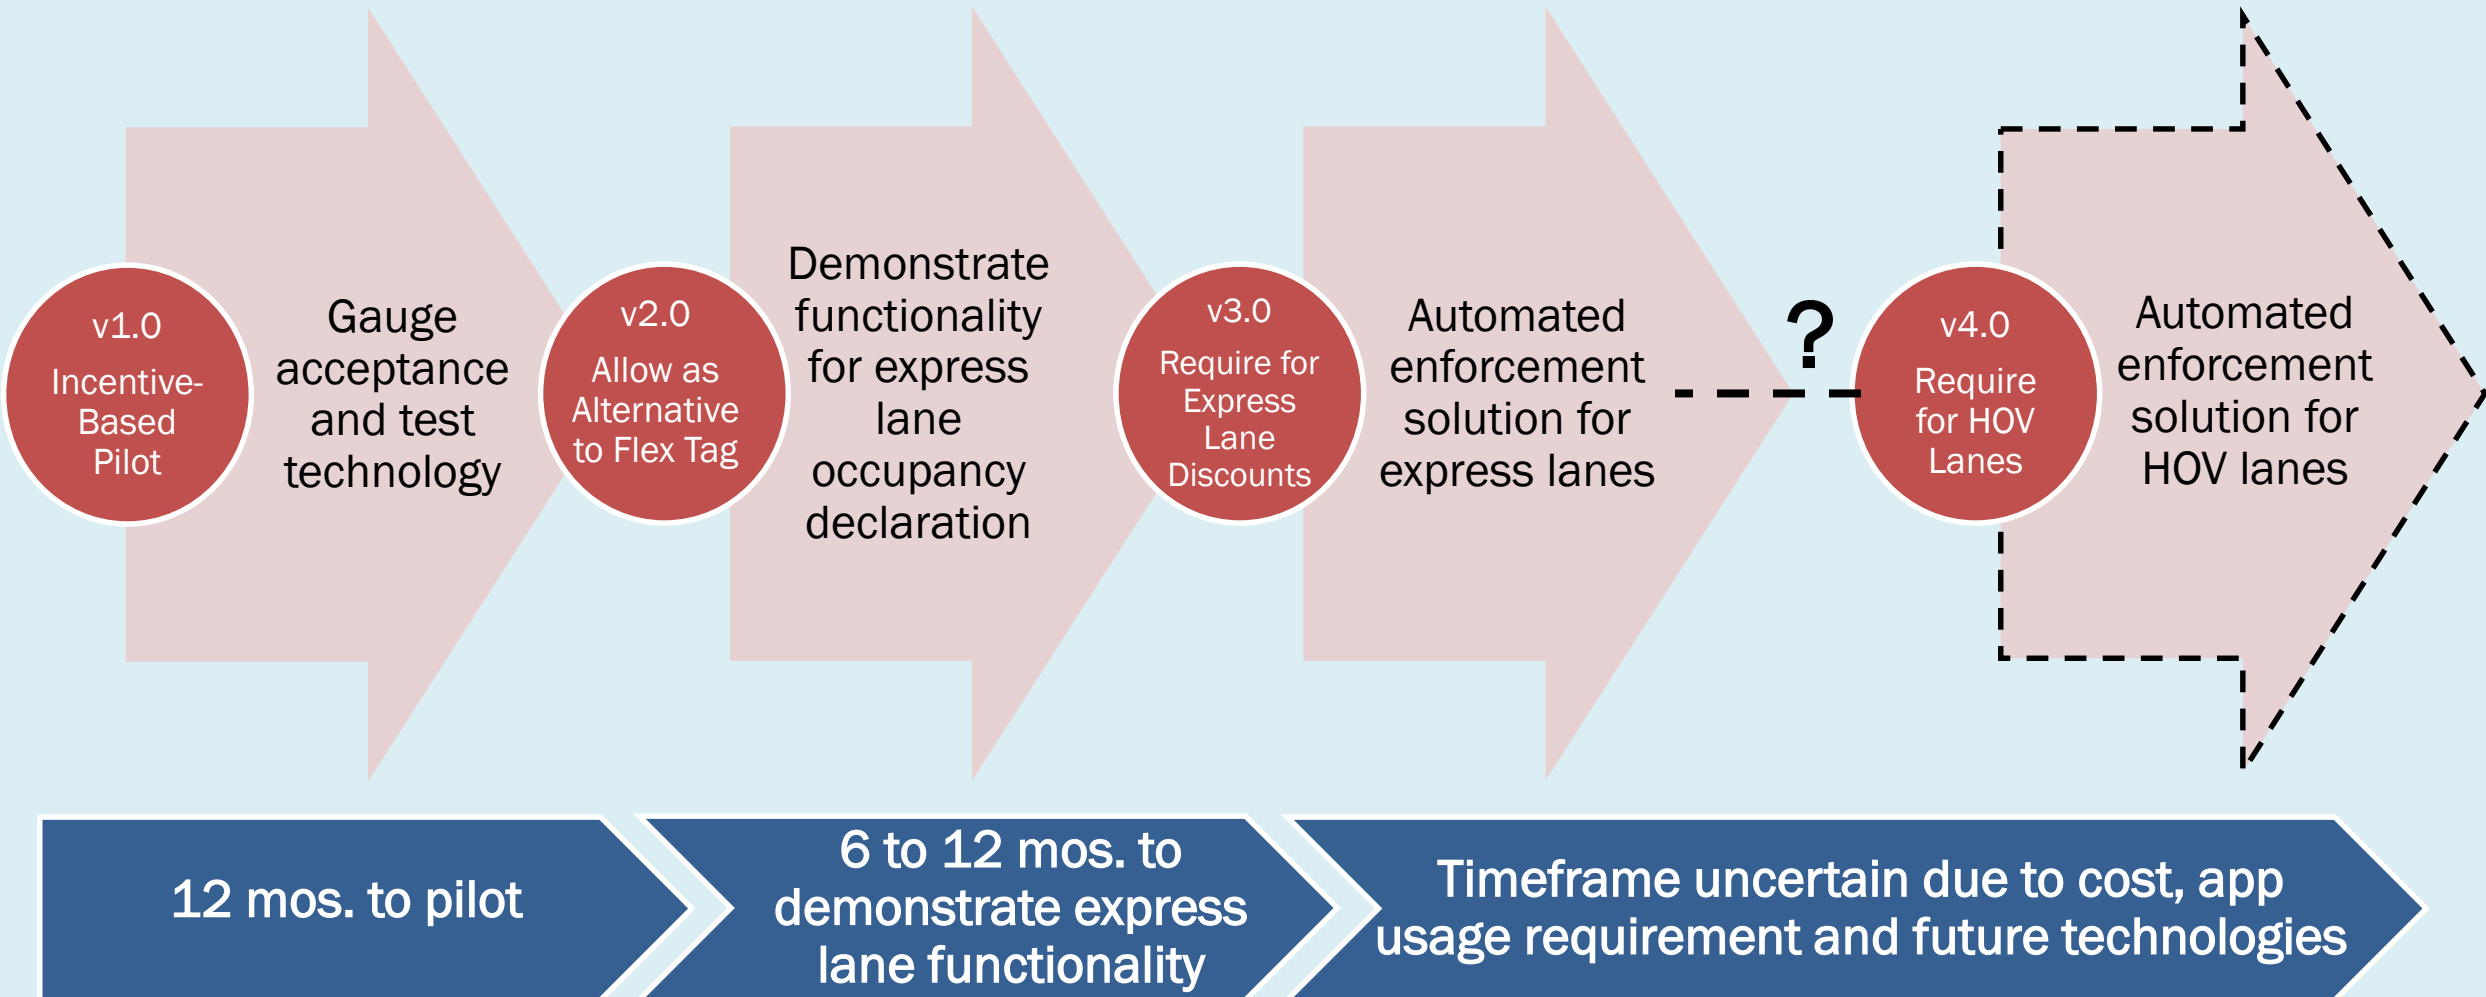 v1.0
Incentive-
Based
Pilot
Gauge
acceptance
and test
technology
v2.0
Allow as
Alternative
to Flex Tag
Demonstrate
functionality
for express
lane
occupancy
declaration
v3.0
Require for
Express
Lane
Discounts
Automated
enforcement
solution for
express lanes
?
v4.0
Require
for HOV
Lanes
Automated
enforcement
solution for
HOV lanes
12 mos. to pilot
6 to 12 mos. to
demonstrate express
lane functionality
Timeframe uncertain due to cost, app
usage requirement and future technologies